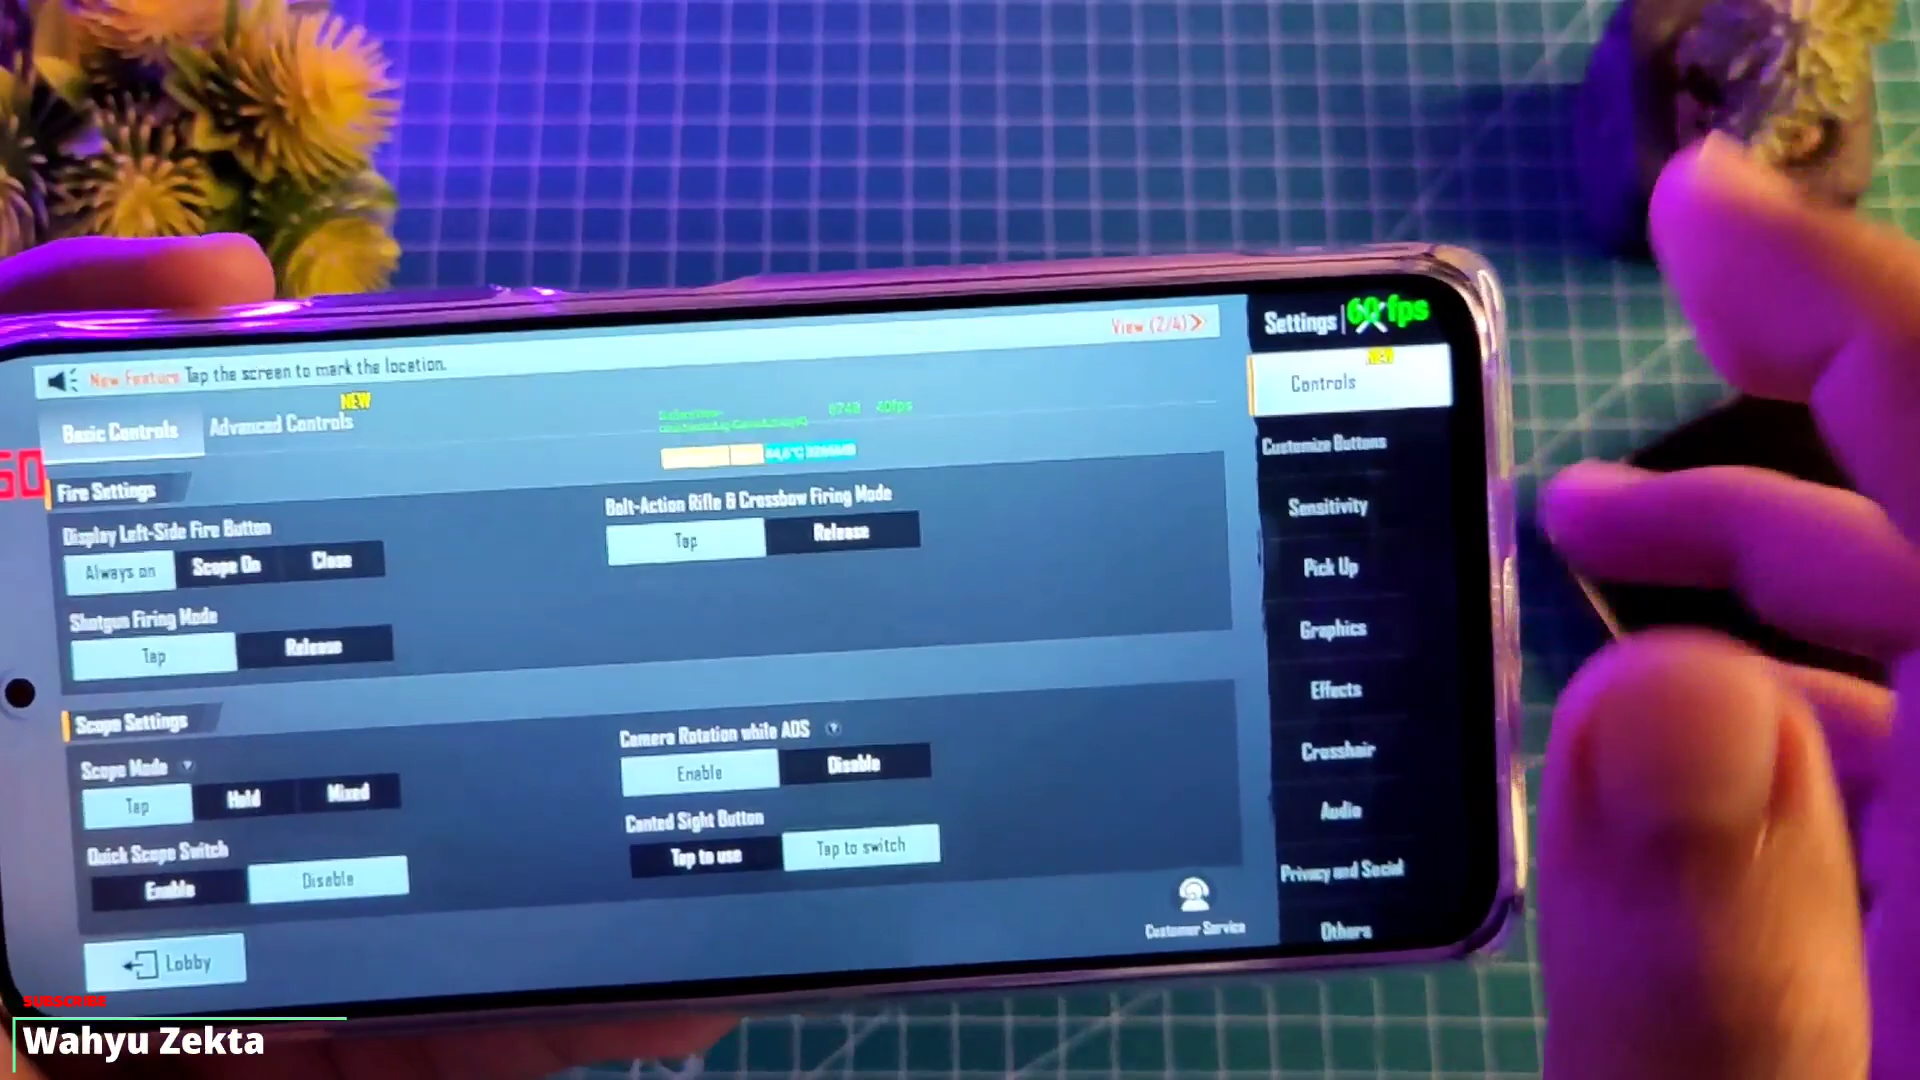 View (2/4)
Settings
60 fps
New Feature Tap the screen to mark the location.
NEW
Controls
NEW
Basic Controls
Advanced Controls
40fps
60
Fire Settings
Display Left-Side Fire Button
Always on
Scope On
Close
Bolt-Action Rifle & Crossbow Firing Mode
Tap
Release
Shotgun Firing Mode
Tap
Release
Scope Settings
Scope Mode ?
Tap
Hold
Mixed
Camera Rotation while ADS ?
Enable
Disable
Quick Scope Switch
Enable
Disable
Canted Sight Button
Tap to use
Tap to switch
Customize Buttons
Sensitivity
Pick Up
Graphics
Effects
Crosshair
Audio
Privacy and Social
Others
Customer Service
Lobby
SUBSCRIBE
Wahyu Zekta